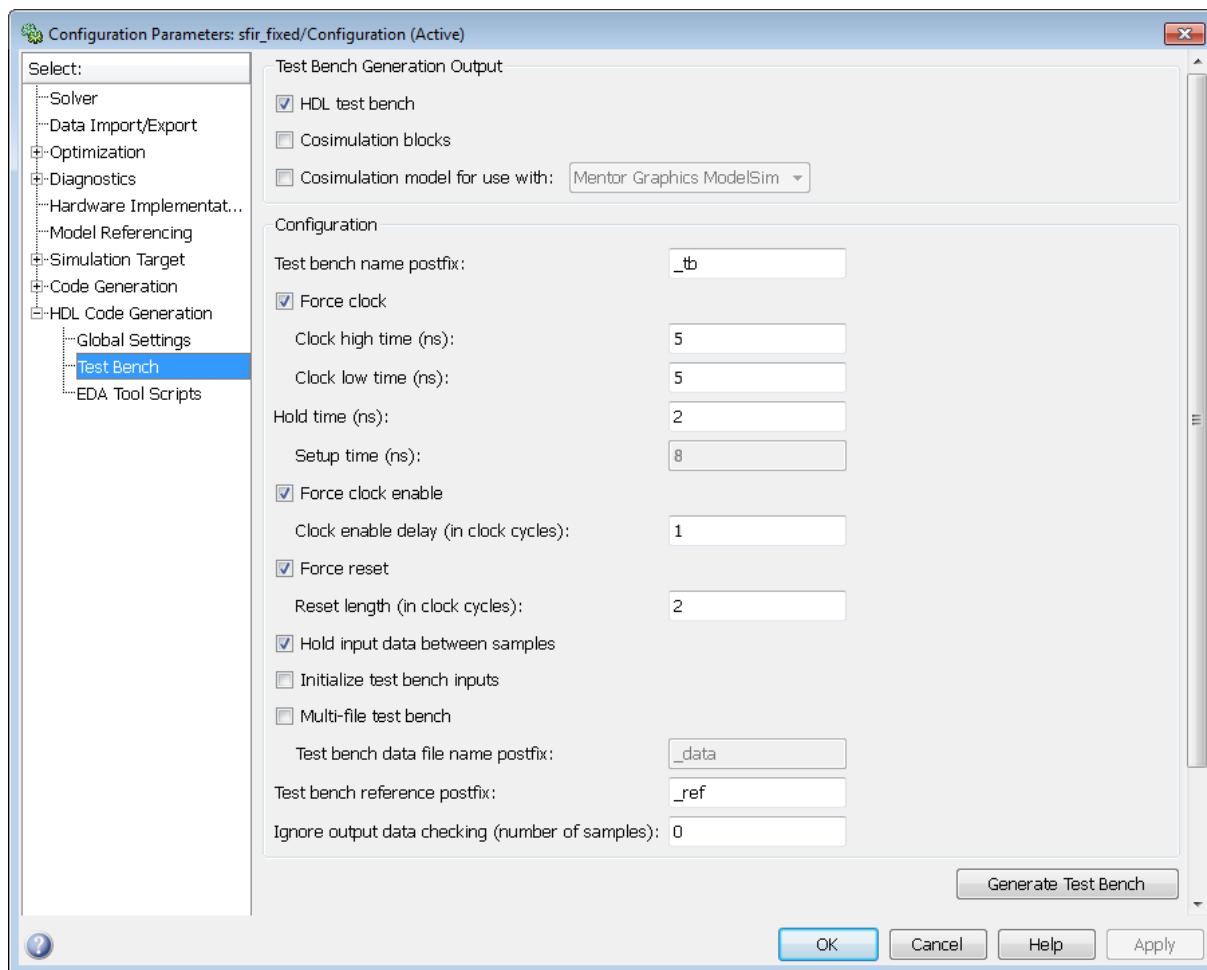 Configuration Parameters: sfir_fixed/Configuration (Active)
Select:
Solver
Data Import/Export
Optimization
Diagnostics
Hardware Implementat...
Model Referencing
Simulation Target
Code Generation
HDL Code Generation
Global Settings
Test Bench
EDA Tool Scripts
Test Bench Generation Output
HDL test bench
Cosimulation blocks
Cosimulation model for use with: Mentor Graphics ModelSim
Configuration
Test bench name postfix: _tb
Force clock
Clock high time (ns): 5
Clock low time (ns): 5
Hold time (ns): 2
Setup time (ns): 8
Force clock enable
Clock enable delay (in clock cycles): 1
Force reset
Reset length (in clock cycles): 2
Hold input data between samples
Initialize test bench inputs
Multi-file test bench
Test bench data file name postfix: _data
Test bench reference postfix: _ref
Ignore output data checking (number of samples): 0
Generate Test Bench
OK Cancel Help Apply